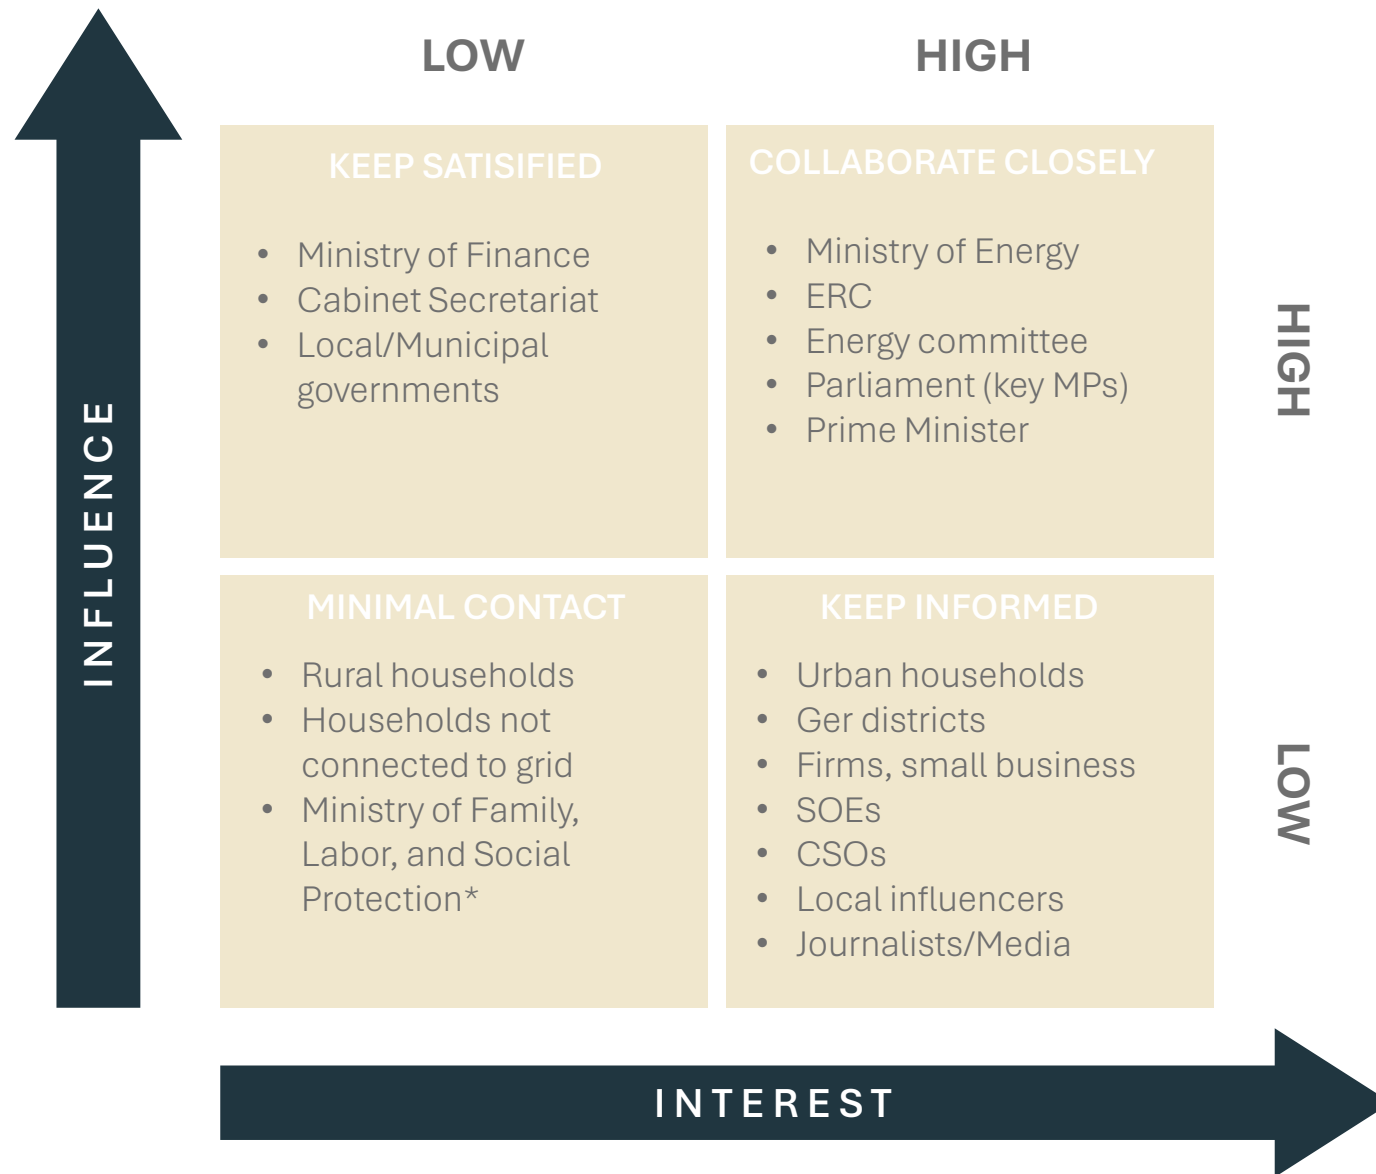 LOW
HIGH
KEEP SATISIFIED
• Ministry of Finance
• Cabinet Secretariat
• Local/Municipal
governments
COLLABORATE CLOSELY
• Ministry of Energy
• ERC
• Energy committee
• Parliament (key MPs)
• Prime Minister
HIGH
INFLUENCE
MINIMAL CONTACT
• Rural households
• Households not
connected to grid
• Ministry of Family,
Labor, and Social
Protection*
KEEP INFORMED
• Urban households
• Ger districts
• Firms, small business
• SOEs
• CSOs
• Local influencers
• Journalists/Media
LOW
INTEREST